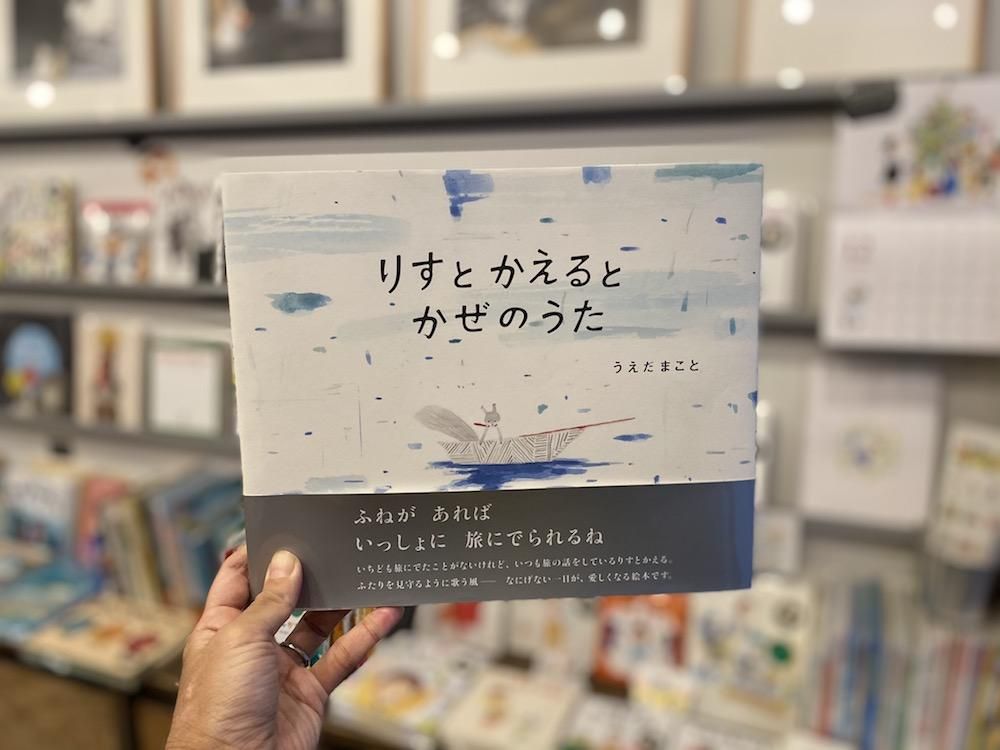 りすと かえると
かぜのうた
うえだ まこと
ふねが あれば
いっしょに 旅にでられるね
いちども旅にでたことがないけれど、いつも旅の話をしているりすとかえる。
ふたりを見守るように歌う風── なにげない一日が、愛しくなる絵本です。